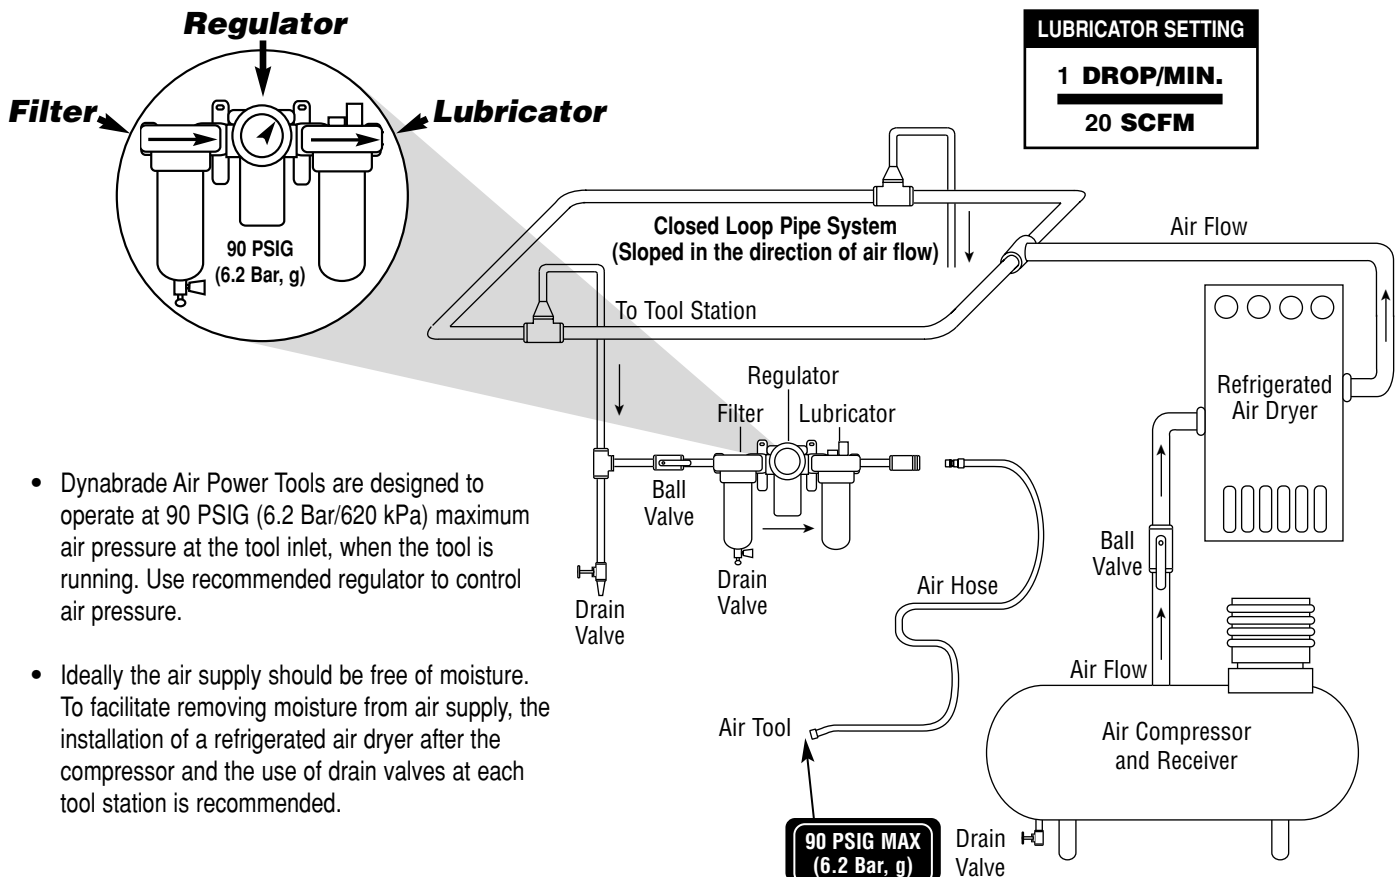 Regulator
Filter
Lubricator
90 PSIG
(6.2 Bar, g)
LUBRICATOR SETTING
1 DROP/MIN.
20 SCFM
Closed Loop Pipe System
(Sloped in the direction of air flow)
Air Flow
To Tool Station
Regulator
Filter
Lubricator
Refrigerated
Air Dryer
Ball
Valve
Drain
Valve
Drain
Valve
Air Hose
Ball
Valve
Air Flow
Air Tool
Air Compressor
and Receiver
90 PSIG MAX
(6.2 Bar, g)
Drain
Valve
• Dynabrade Air Power Tools are designed to
operate at 90 PSIG (6.2 Bar/620 kPa) maximum
air pressure at the tool inlet, when the tool is
running. Use recommended regulator to control
air pressure.
• Ideally the air supply should be free of moisture.
To facilitate removing moisture from air supply, the
installation of a refrigerated air dryer after the
compressor and the use of drain valves at each
tool station is recommended.